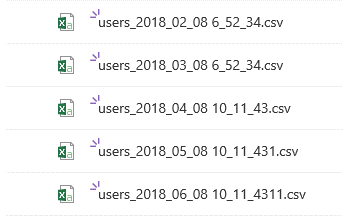 users_2018_02_08 6_52_34.csv
users_2018_03_08 6_52_34.csv
users_2018_04_08 10_11_43.csv
users_2018_05_08 10_11_431.csv
users_2018_06_08 10_11_4311.csv